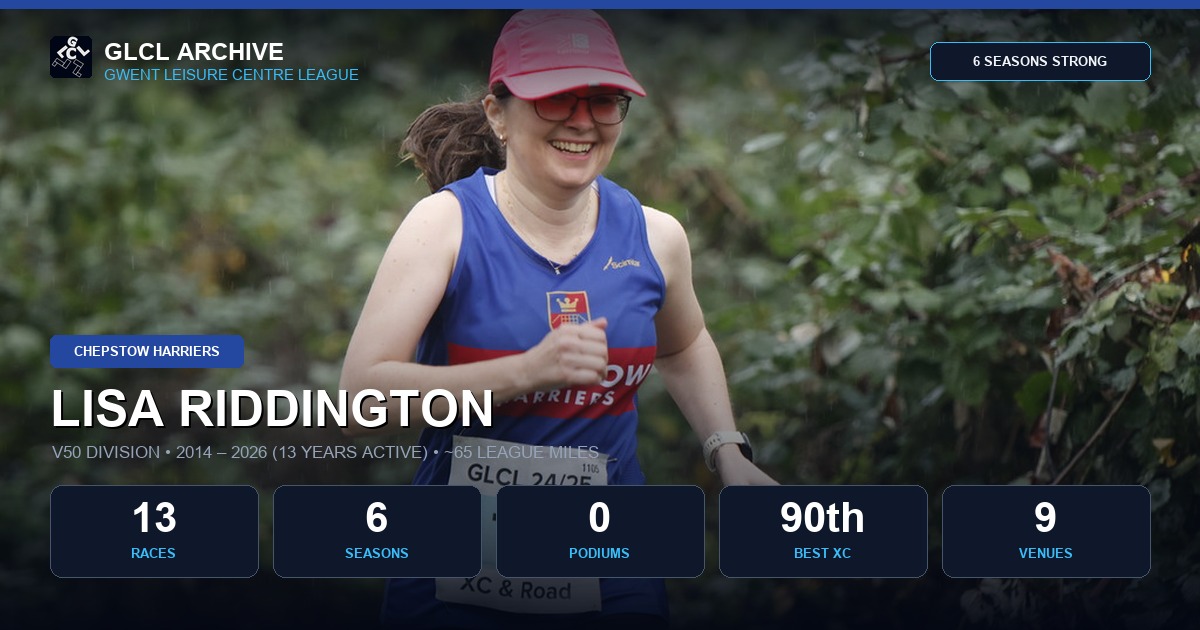 GLCL ARCHIVE
GWENT LEISURE CENTRE LEAGUE
6 SEASONS STRONG
CHEPSTOW HARRIERS
LISA RIDDINGTON
V50 DIVISION • 2014 – 2026 (13 YEARS ACTIVE) • ~65 LEAGUE MILES
GLCL 24/25
1105
13
RACES
6
SEASONS
0
PODIUMS
90th
BEST XC
9
VENUES
XC & Road